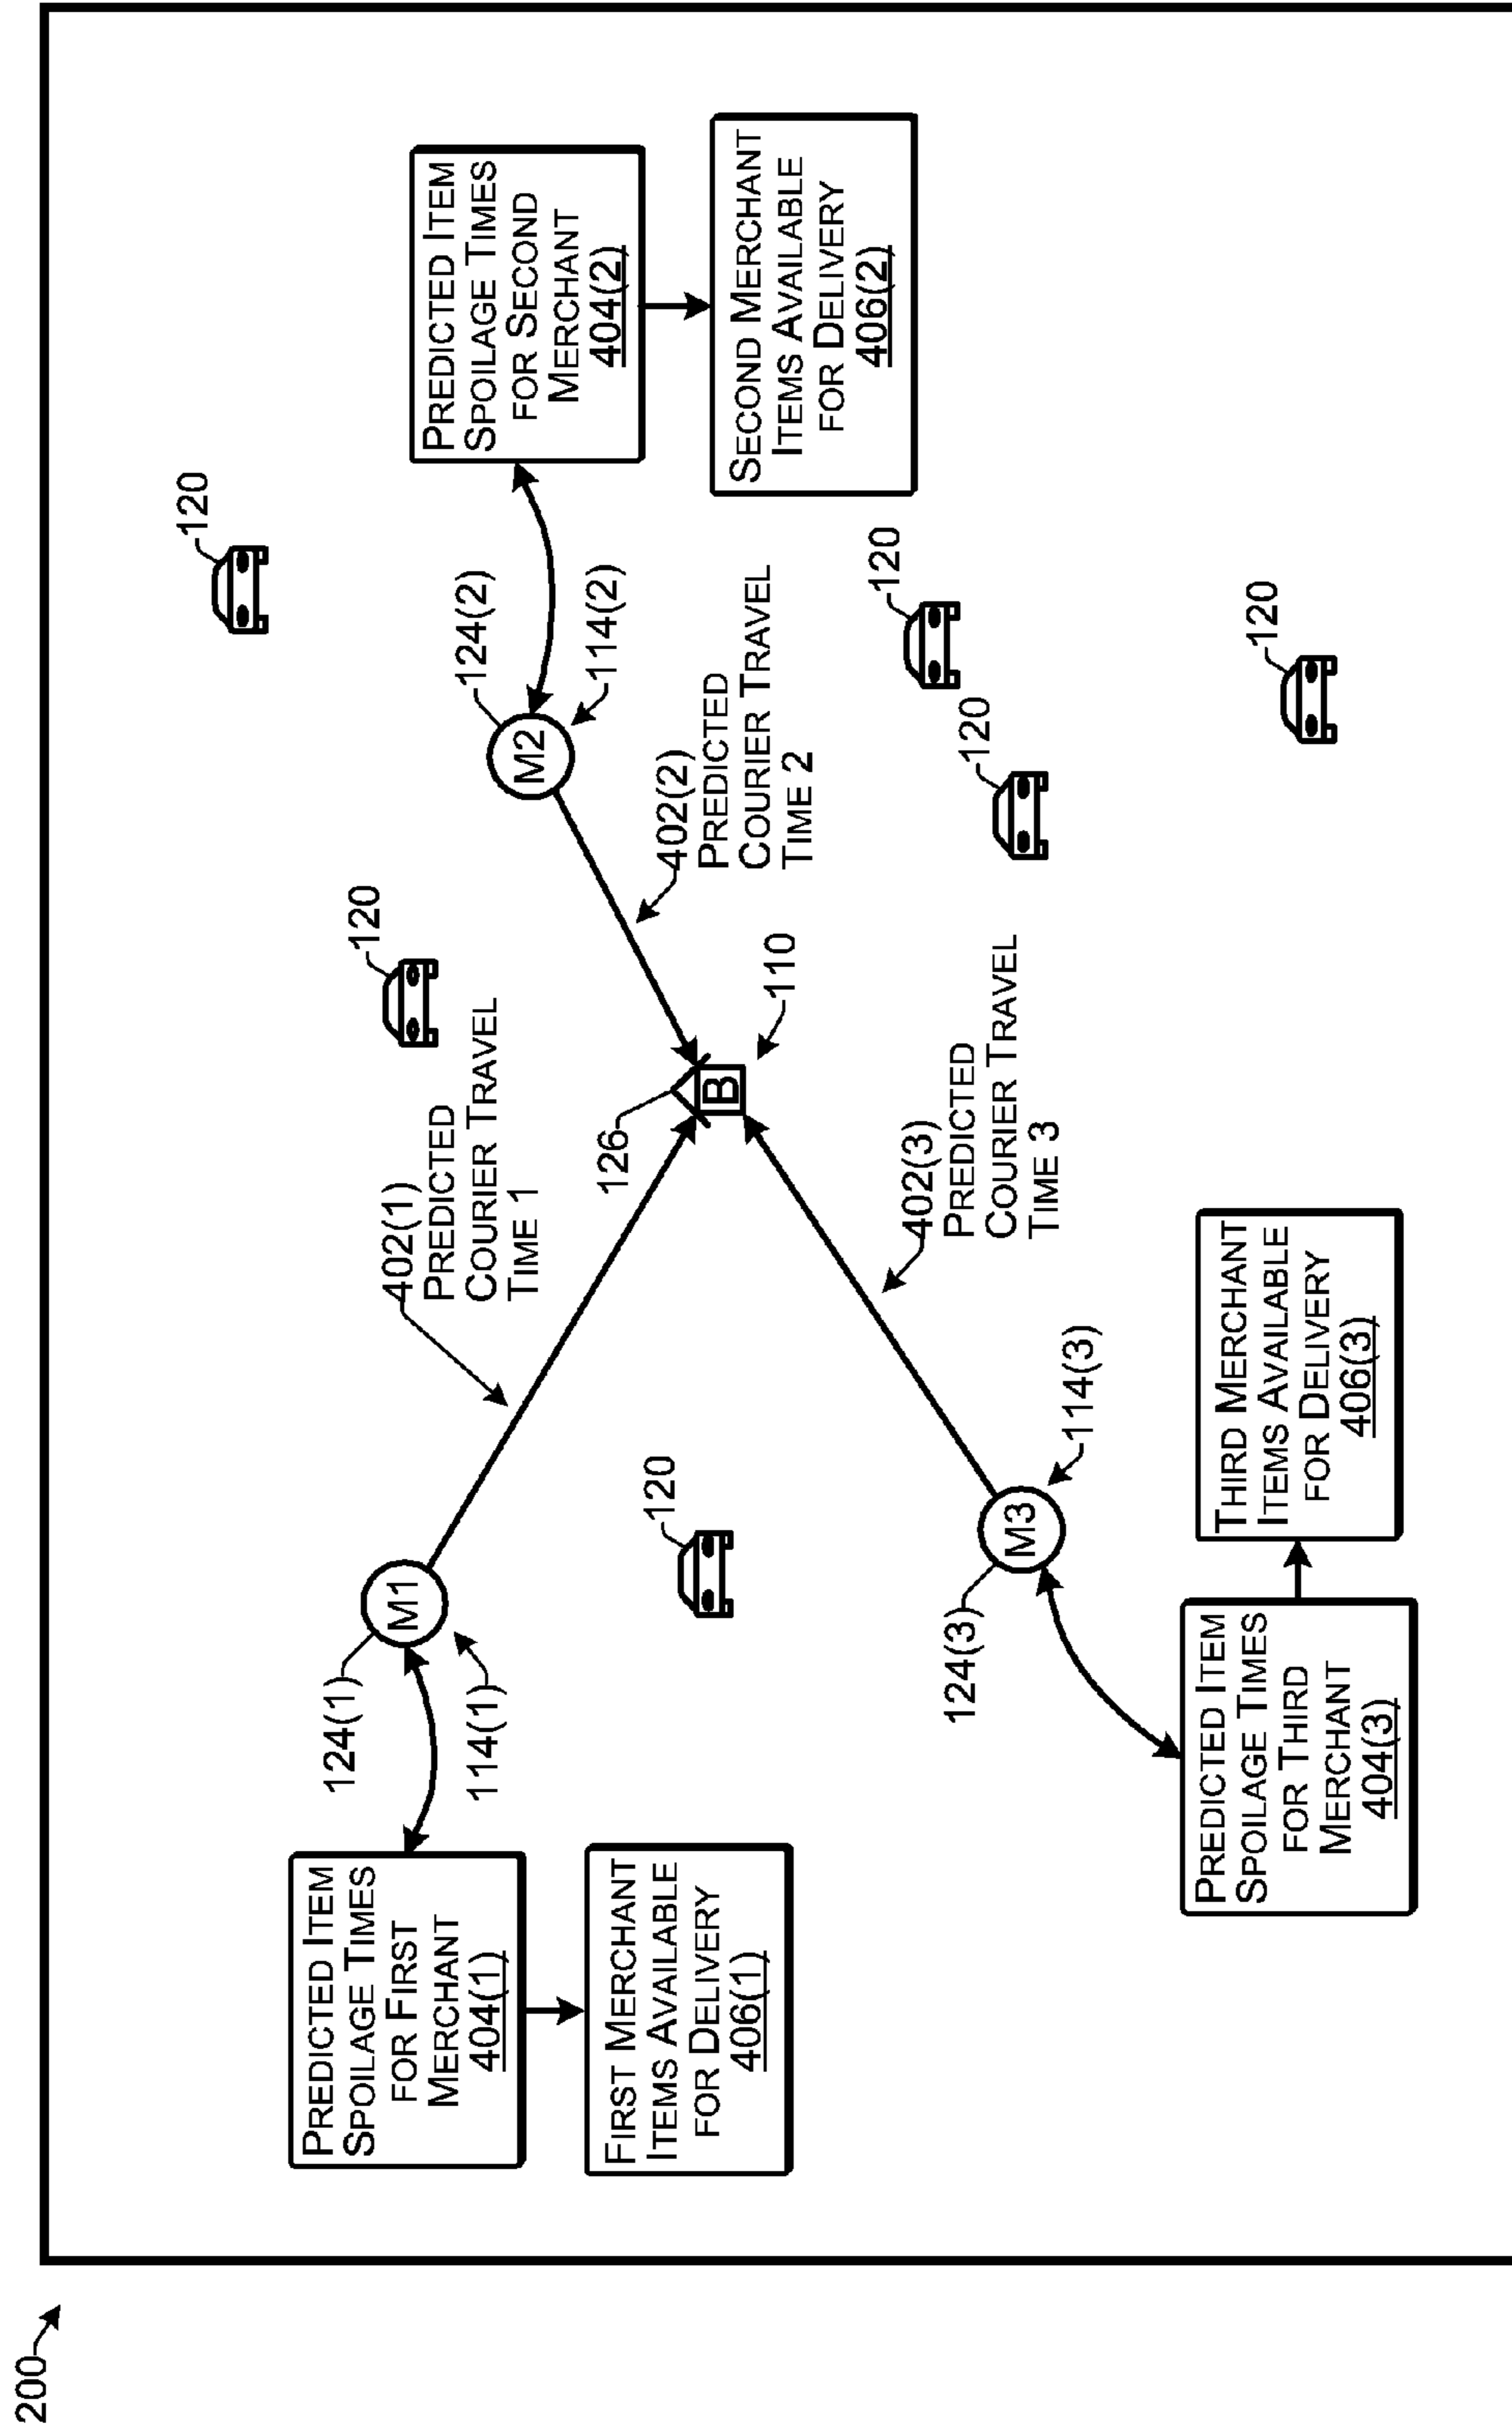 200
120
PREDICTED ITEM
SPOILAGE TIMES
FOR FIRST
MERCHANT
404(1)
FIRST MERCHANT
ITEMS AVAILABLE
FOR DELIVERY
406(1)
124(1)
M1
114(1)
402(1)
PREDICTED
COURIER TRAVEL
TIME 1
120
124(2)
M2
114(2)
PREDICTED ITEM
SPOILAGE TIMES
FOR SECOND
MERCHANT
404(2)
SECOND MERCHANT
ITEMS AVAILABLE
FOR DELIVERY
406(2)
402(2)
PREDICTED
COURIER TRAVEL
TIME 2
126
B
110
120
120
120
402(3)
PREDICTED
COURIER TRAVEL
TIME 3
124(3)
M3
114(3)
PREDICTED ITEM
SPOILAGE TIMES
FOR THIRD
MERCHANT
404(3)
THIRD MERCHANT
ITEMS AVAILABLE
FOR DELIVERY
406(3)
120